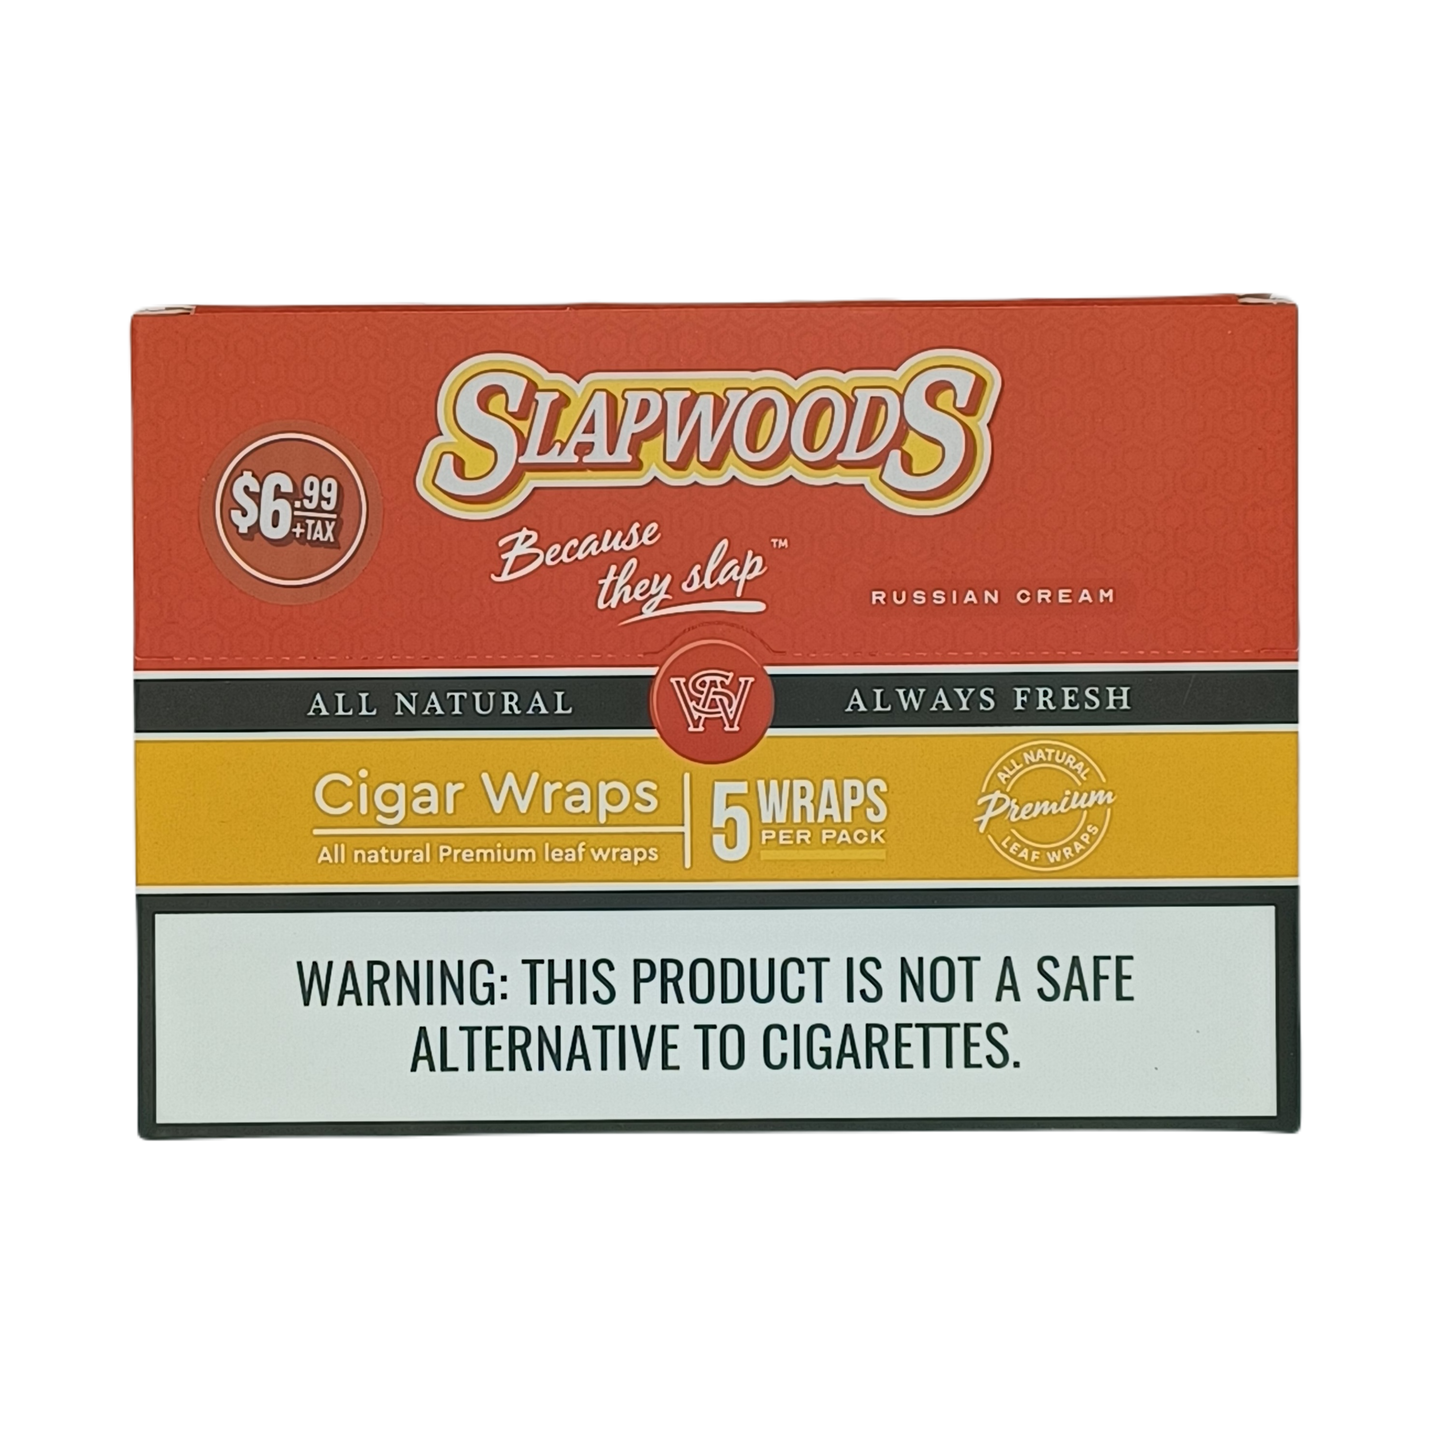 SLAPWOODS
$6.99
+TAX
Because
they slap™
RUSSIAN CREAM
ALL NATURAL
SW
ALWAYS FRESH
Cigar Wraps
All natural Premium leaf wraps
5 WRAPS
PER PACK
ALL NATURAL
Premium
LEAF WRAPS
WARNING: THIS PRODUCT IS NOT A SAFE
ALTERNATIVE TO CIGARETTES.